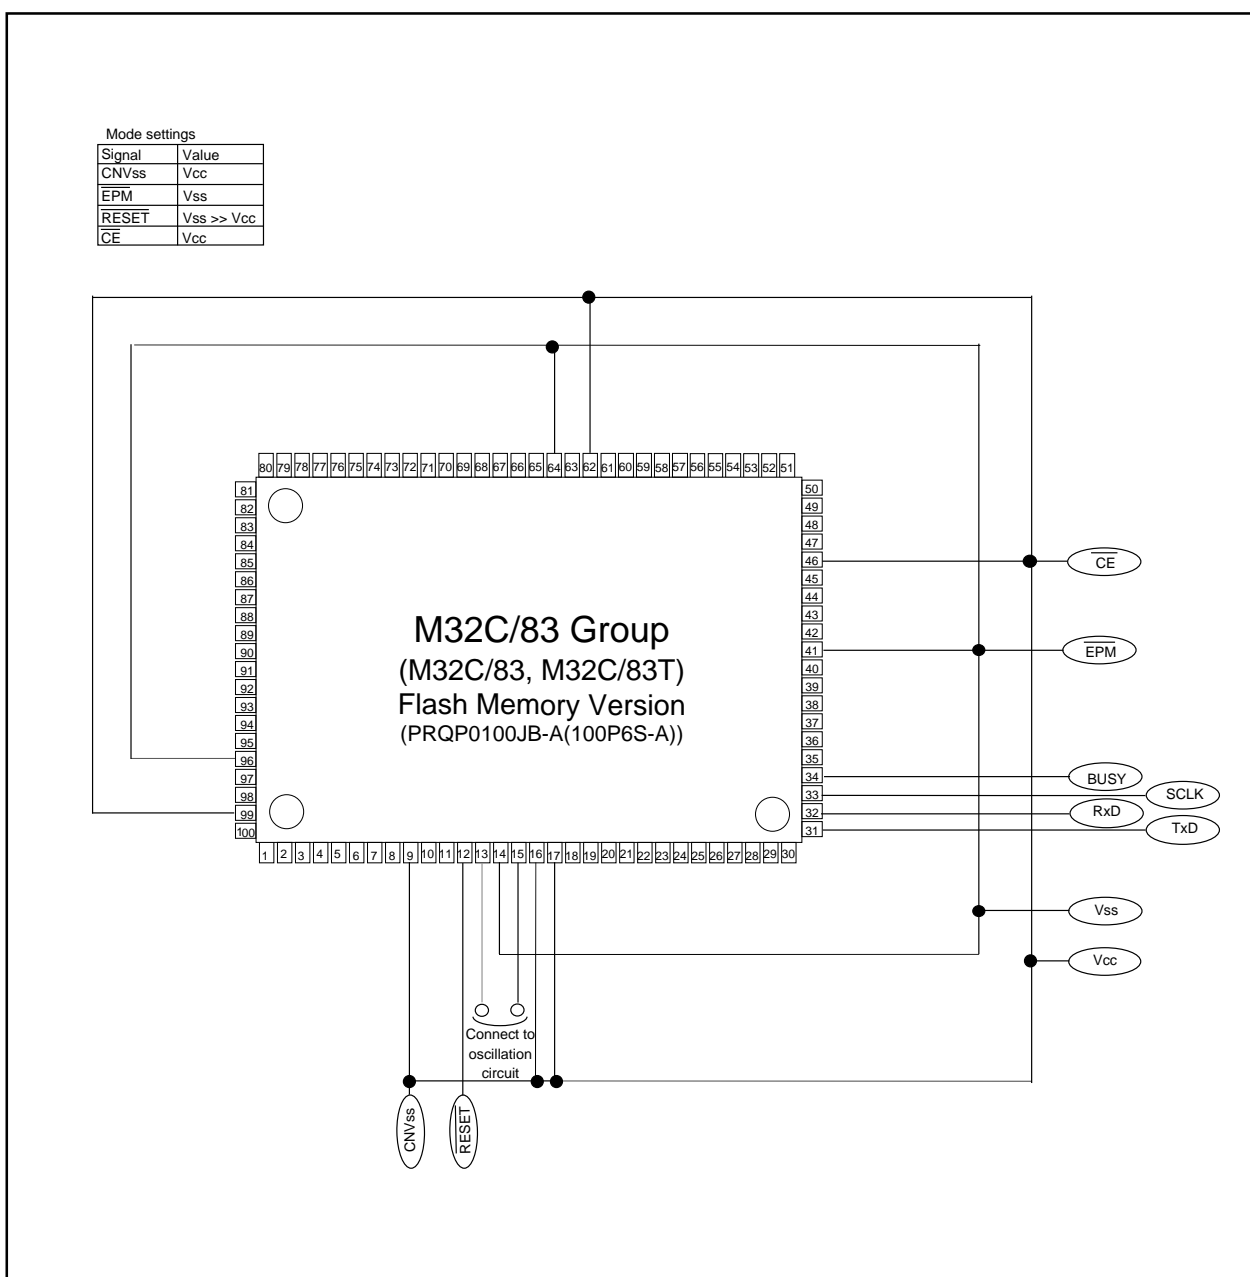 Mode settings
Signal Value
CNVss Vcc
EPM Vss
RESET Vss >> Vcc
CE Vcc
80 79 78 77 76 75 74 73 72 71 70 69 68 67 66 65 64 63 62 61 60 59 58 57 56 55 54 53 52 51
81
82
83
84
85
86
87
88
89
90
91
92
93
94
95
96
97
98
99
100
M32C/83 Group
(M32C/83, M32C/83T)
Flash Memory Version
(PRQP0100JB-A(100P6S-A))
50
49
48
47
46
45
44
43
42
41
40
39
38
37
36
35
34
33
32
31
CE
EPM
BUSY
SCLK
RxD
TxD
Vss
Vcc
1 2 3 4 5 6 7 8 9 10 11 12 13 14 15 16 17 18 19 20 21 22 23 24 25 26 27 28 29 30
Connect to
oscillation
circuit
CNVss
RESET